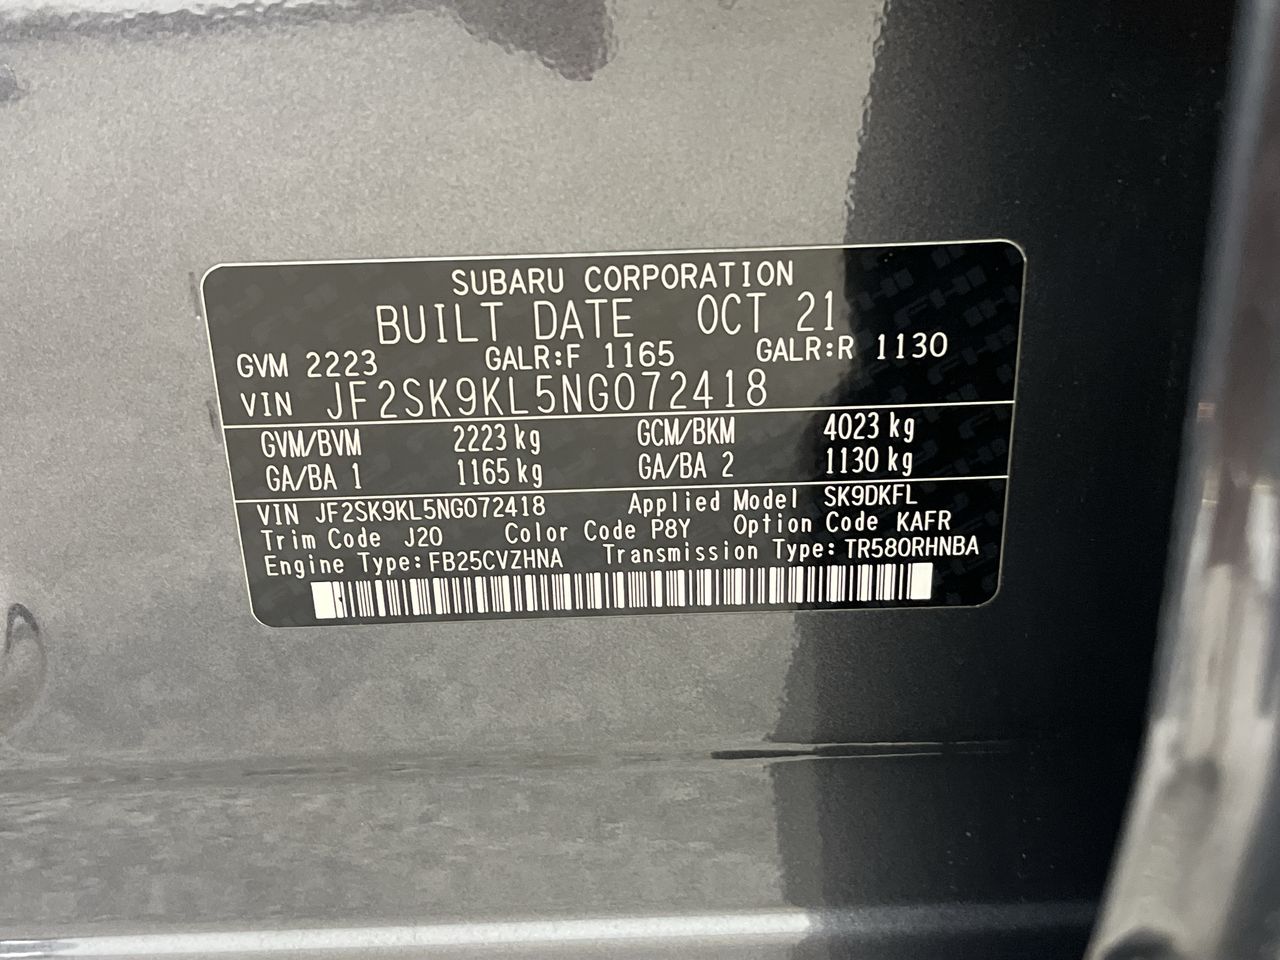 SUBARU CORPORATION
BUILT DATE OCT 21
GVM 2223 GALR:F 1165 GALR:R 1130
VIN JF2SK9KL5NG072418
GVM/BVM 2223 kg GCM/BKM 4023 kg
GA/BA 1 1165 kg GA/BA 2 1130 kg
VIN JF2SK9KL5NG072418 Applied Model SK9DKFL
Trim Code J20 Color Code P8Y Option Code KAFR
Engine Type: FB25CVZHNA Transmission Type: TR580RHNBA